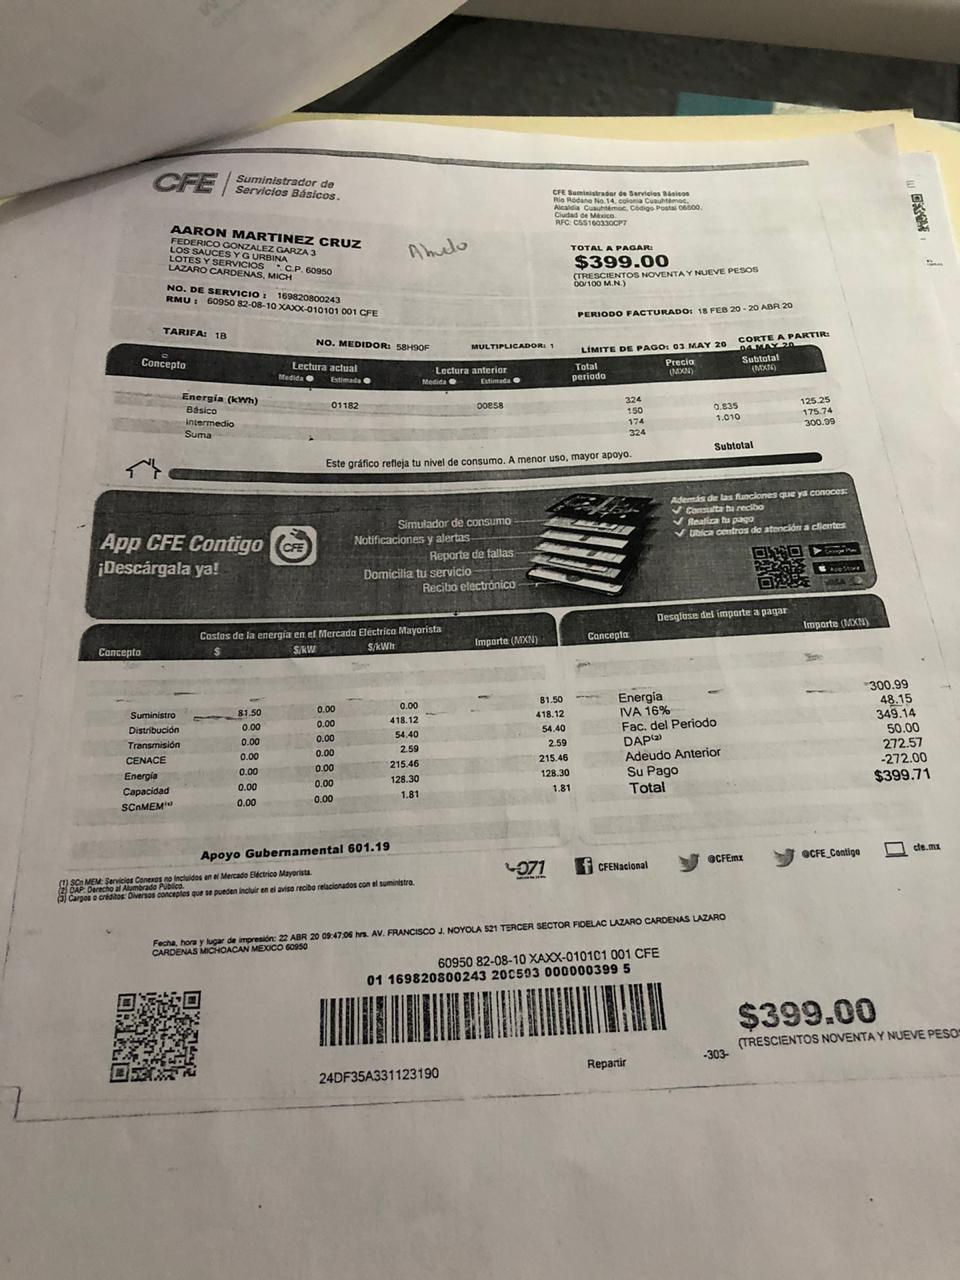 CFE Suministrador de
Servicios Básicos.
CFE Suministrador de Servicios Básicos
Río Ródano No.14, colonia Cuauhtémoc,
Alcaldía Cuauhtémoc, Código Postal 06500,
Ciudad de México.
RFC: CSS160330CP7
AARON MARTINEZ CRUZ
FEDERICO GONZALEZ GARZA 3
LOS SAUCES Y G URBINA
LOTES Y SERVICIOS *. C.P. 60950
LAZARO CARDENAS, MICH
Abuelo
TOTAL A PAGAR:
$399.00
(TRESCIENTOS NOVENTA Y NUEVE PESOS
00/100 M.N.)
NO. DE SERVICIO : 169820800243
RMU : 60950 82-08-10 XAXX-010101 001 CFE
PERIODO FACTURADO: 18 FEB 20 - 20 ABR 20
TARIFA: 1B NO. MEDIDOR: 58H90F MULTIPLICADOR: 1 LÍMITE DE PAGO: 03 MAY 20 CORTE A PARTIR:
04 MAY 20
Concepto Lectura actual Lectura anterior Total periodo Precio (MXN) Subtotal (MXN)
Medida Estimada Medida Estimada
Energía (kWh) 01182 00858 324
Básico 150 0.835 125.25
Intermedio 174 1.010 175.74
Suma 324 300.99
Subtotal
Este gráfico refleja tu nivel de consumo. A menor uso, mayor apoyo.
App CFE Contigo CFE
¡Descárgala ya!
Simulador de consumo
Notificaciones y alertas
Reporte de fallas
Domicilia tu servicio
Recibo electrónico
Además de las funciones que ya conoces:
Consulta tu recibo
Realiza tu pago
Ubica centros de atención a clientes
Google Play
App Store
VISA
Costos de la energía en el Mercado Eléctrico Mayorista
Concepto $ $/kW $/kWh Importe (MXN)
Suministro 81.50 0.00 0.00 81.50
Distribución 0.00 0.00 418.12 418.12
Transmisión 0.00 0.00 54.40 54.40
CENACE 0.00 0.00 2.59 2.59
Energía 0.00 0.00 215.46 215.46
Capacidad 0.00 0.00 128.30 128.30
SCnMEM(1) 0.00 0.00 1.81 1.81
Desglose del importe a pagar
Concepto Importe (MXN)
Energía 300.99
IVA 16% 48.15
Fac. del Periodo 349.14
DAP(2) 50.00
Adeudo Anterior 272.57
Su Pago -272.00
Total $399.71
Apoyo Gubernamental 601.19
071 CFENacional @CFEmx @CFE_Contigo cfe.mx
(1) SCn MEM: Servicios Conexos no Incluidos en el Mercado Eléctrico Mayorista.
(2) DAP: Derecho al Alumbrado Público.
(3) Cargos o créditos: Diversos conceptos que se pueden incluir en el aviso recibo relacionados con el suministro.
Fecha, hora y lugar de impresión: 22 ABR 20 09:47:06 hrs. AV. FRANCISCO J. NOYOLA 521 TERCER SECTOR FIDELAC LAZARO CARDENAS LAZARO
CARDENAS MICHOACAN MEXICO 60950
60950 82-08-10 XAXX-010101 001 CFE
01 169820800243 200503 000000399 5
$399.00
(TRESCIENTOS NOVENTA Y NUEVE PESO
24DF35A331123190
Repartir
-303-